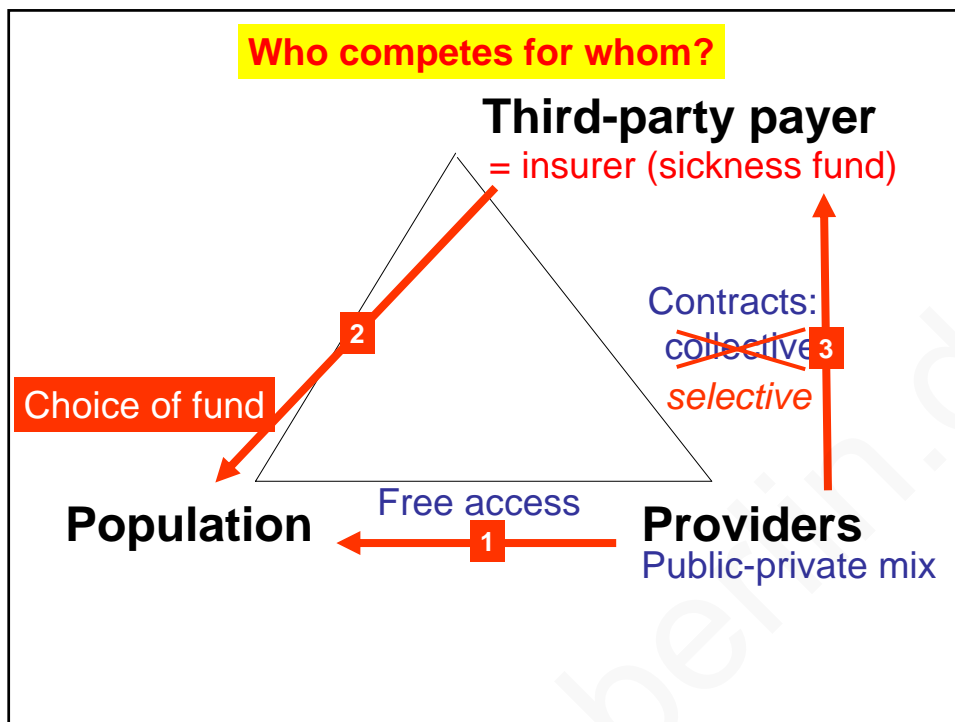 Who competes for whom?
Third-party payer
= insurer (sickness fund)
Contracts:
collective
selective
2
3
Choice of fund
Free access
Population
1
Providers
Public-private mix
berlin.d